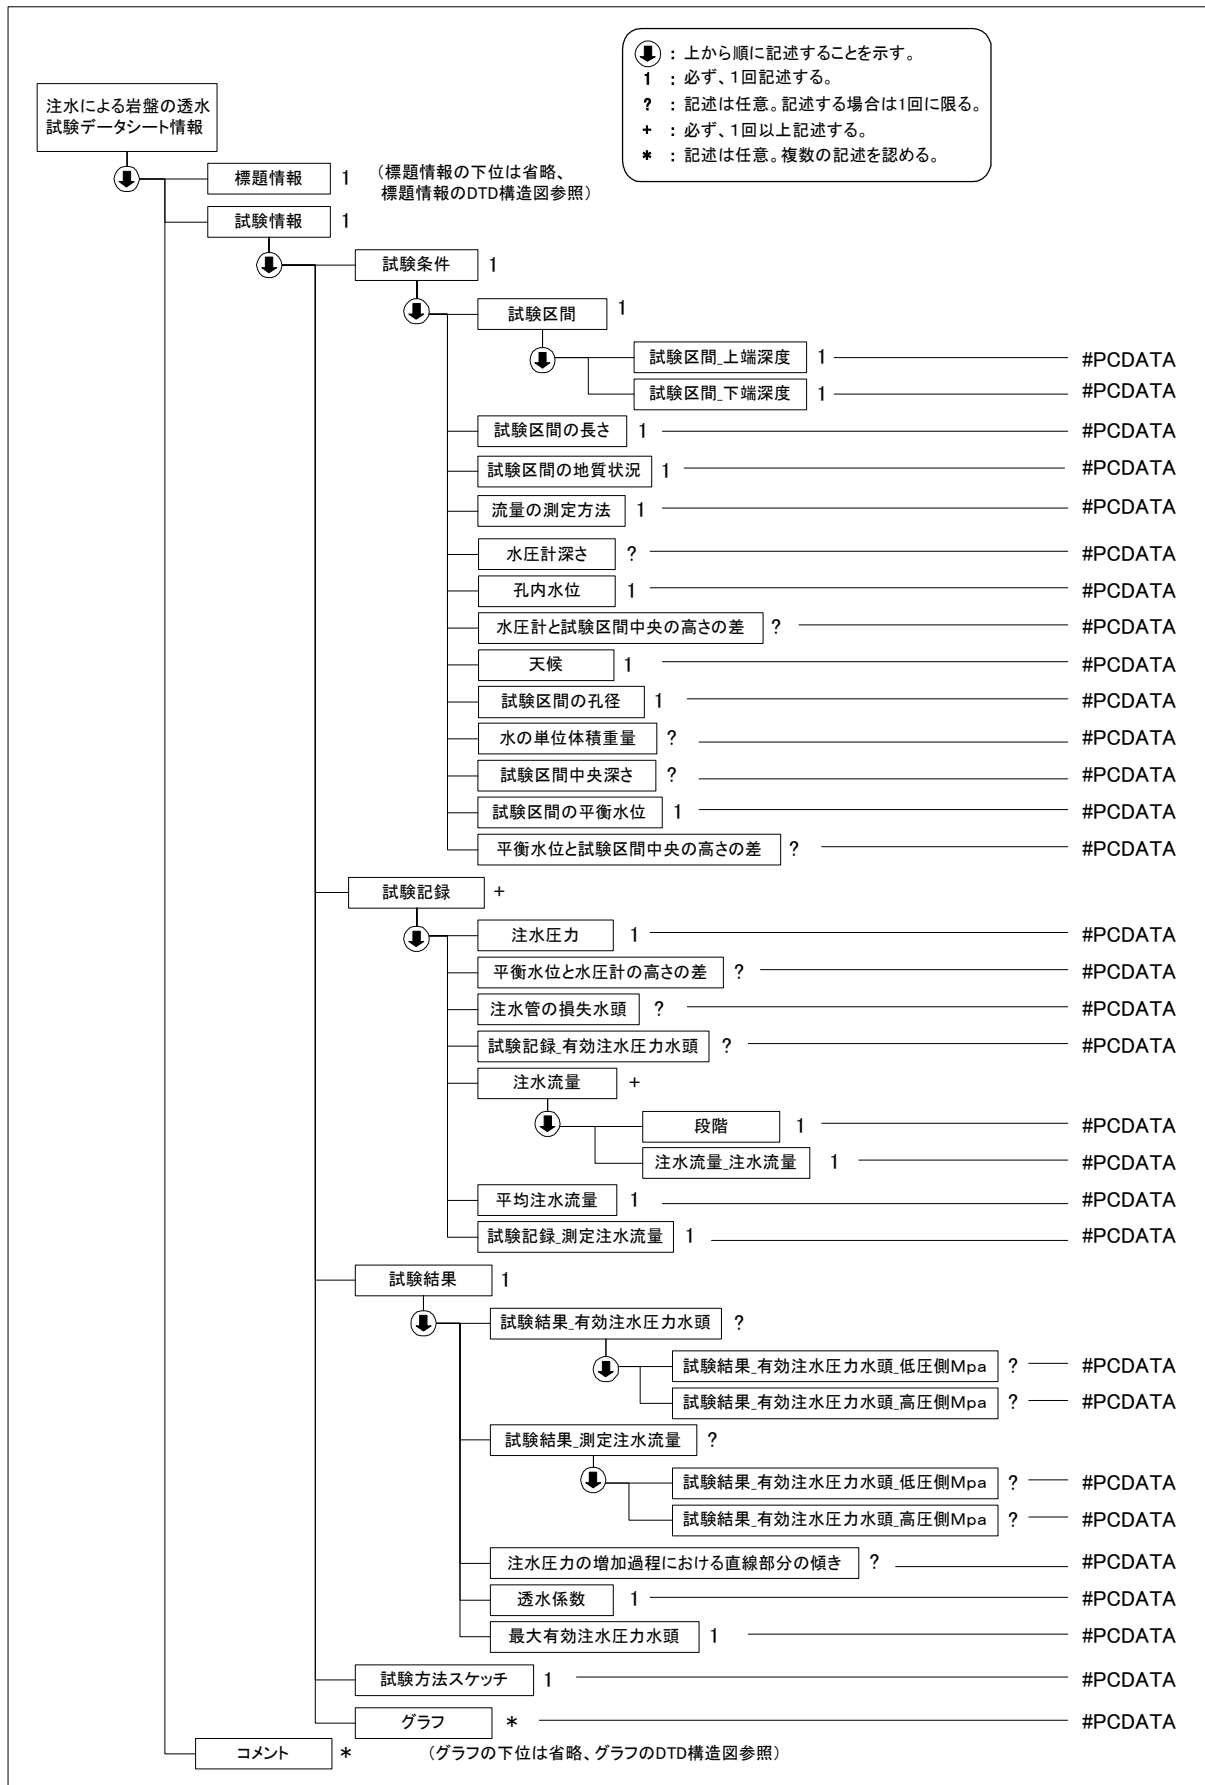 ： 上から順に記述することを示す。
1 ： 必ず、1回記述する。
? ： 記述は任意。記述する場合は1回に限る。
+ ： 必ず、1回以上記述する。
* ： 記述は任意。複数の記述を認める。
注水による岩盤の透水
試験データシート情報
標題情報 1 （標題情報の下位は省略、
標題情報のDTD構造図参照）
試験情報 1
試験条件 1
試験区間 1
試験区間_上端深度 1 #PCDATA
試験区間_下端深度 1 #PCDATA
試験区間の長さ 1 #PCDATA
試験区間の地質状況 1 #PCDATA
流量の測定方法 1 #PCDATA
水圧計深さ ? #PCDATA
孔内水位 1 #PCDATA
水圧計と試験区間中央の高さの差 ? #PCDATA
天候 1 #PCDATA
試験区間の孔径 1 #PCDATA
水の単位体積重量 ? #PCDATA
試験区間中央深さ ? #PCDATA
試験区間の平衡水位 1 #PCDATA
平衡水位と試験区間中央の高さの差 ? #PCDATA
試験記録 +
注水圧力 1 #PCDATA
平衡水位と水圧計の高さの差 ? #PCDATA
注水管の損失水頭 ? #PCDATA
試験記録_有効注水圧力水頭 ? #PCDATA
注水流量 +
段階 1 #PCDATA
注水流量_注水流量 1 #PCDATA
平均注水流量 1 #PCDATA
試験記録_測定注水流量 1 #PCDATA
試験結果 1
試験結果_有効注水圧力水頭 ?
試験結果_有効注水圧力水頭_低圧側Mpa ? #PCDATA
試験結果_有効注水圧力水頭_高圧側Mpa ? #PCDATA
試験結果_測定注水流量 ?
試験結果_有効注水圧力水頭_低圧側Mpa ? #PCDATA
試験結果_有効注水圧力水頭_高圧側Mpa ? #PCDATA
注水圧力の増加過程における直線部分の傾き ? #PCDATA
透水係数 1 #PCDATA
最大有効注水圧力水頭 1 #PCDATA
試験方法スケッチ 1 #PCDATA
グラフ * #PCDATA
コメント * （グラフの下位は省略、グラフのDTD構造図参照）